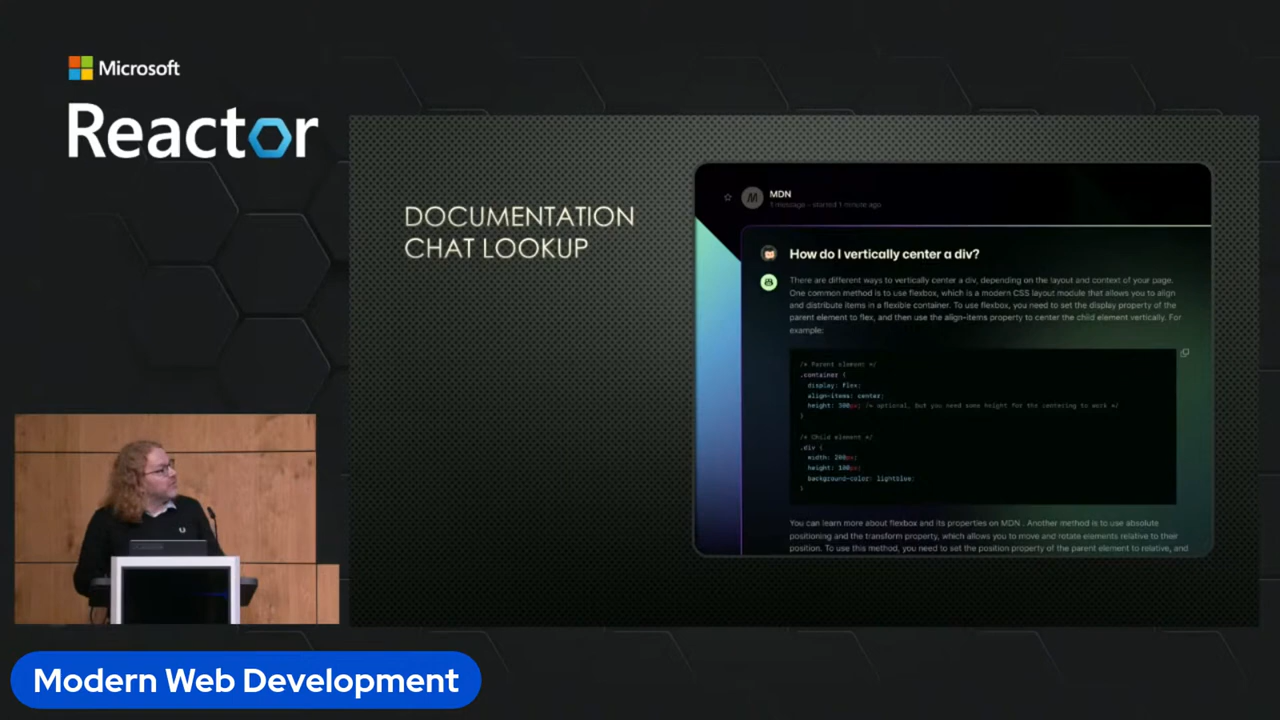 Microsoft
Reactor
DOCUMENTATION
CHAT LOOKUP
MDN
1 message - started 1 minute ago
How do I vertically center a div?
There are different ways to vertically center a div, depending on the layout and context of your page.
One common method is to use flexbox, which is a modern CSS layout module that allows you to align
and distribute items in a flexible container. To use flexbox, you need to set the display property of the
parent element to flex, and then use the align-items property to center the child element vertically. For
example:
/* Parent element */
.container {
display: flex;
align-items: center;
height: 300px; /* optional, but you need some height for the centering to work */
}
/* Child element */
.div {
width: 200px;
height: 100px;
background-color: lightblue;
}
You can learn more about flexbox and its properties on MDN . Another method is to use absolute
positioning and the transform property, which allows you to move and rotate elements relative to their
position. To use this method, you need to set the position property of the parent element to relative, and
Modern Web Development